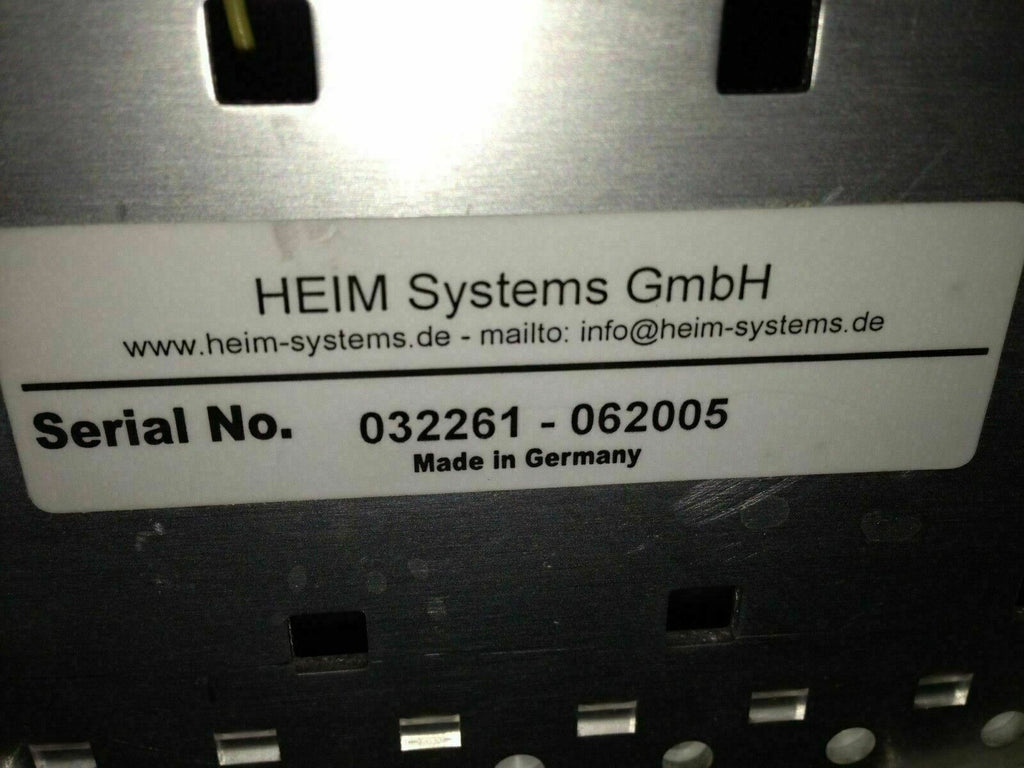 HEIM Systems GmbH
www.heim-systems.de - mailto: info@heim-systems.de
Serial No. 032261 - 062005
Made in Germany